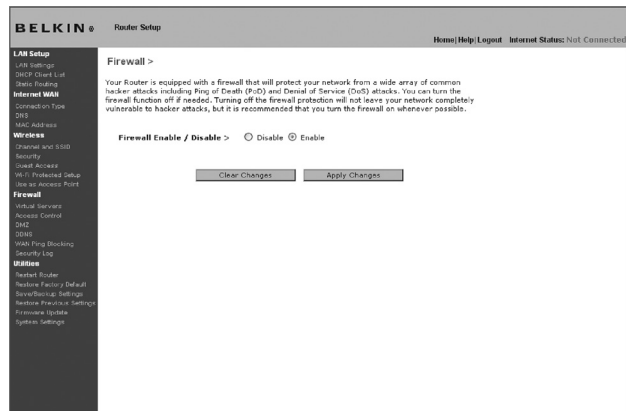 BELKIN
Router Setup
Home|Help|Logout Internet Status: Not Connected
LAN Setup
LAN Settings
DHCP Client List
Static Routing
Internet WAN
Connection Type
DNS
MAC Address
Wireless
Channel and SSID
Security
Guest Access
Wi-Fi Protected Setup
Use as Access Point
Firewall
Virtual Servers
Access Control
DMZ
DDNS
WAN Ping Blocking
Security Log
Utilities
Restart Router
Restore Factory Default
Save/Backup Settings
Restore Previous Settings
Firmware Update
System Settings
Firewall >
Your Router is equipped with a firewall that will protect your network from a wide array of common
hacker attacks including Ping of Death (PoD) and Denial of Service (DoS) attacks. You can turn the
firewall function off if needed. Turning off the firewall protection will not leave your network completely
vulnerable to hacker attacks, but it is recommended that you turn the firewall on whenever possible.
Firewall Enable / Disable > Disable Enable
Clear Changes Apply Changes